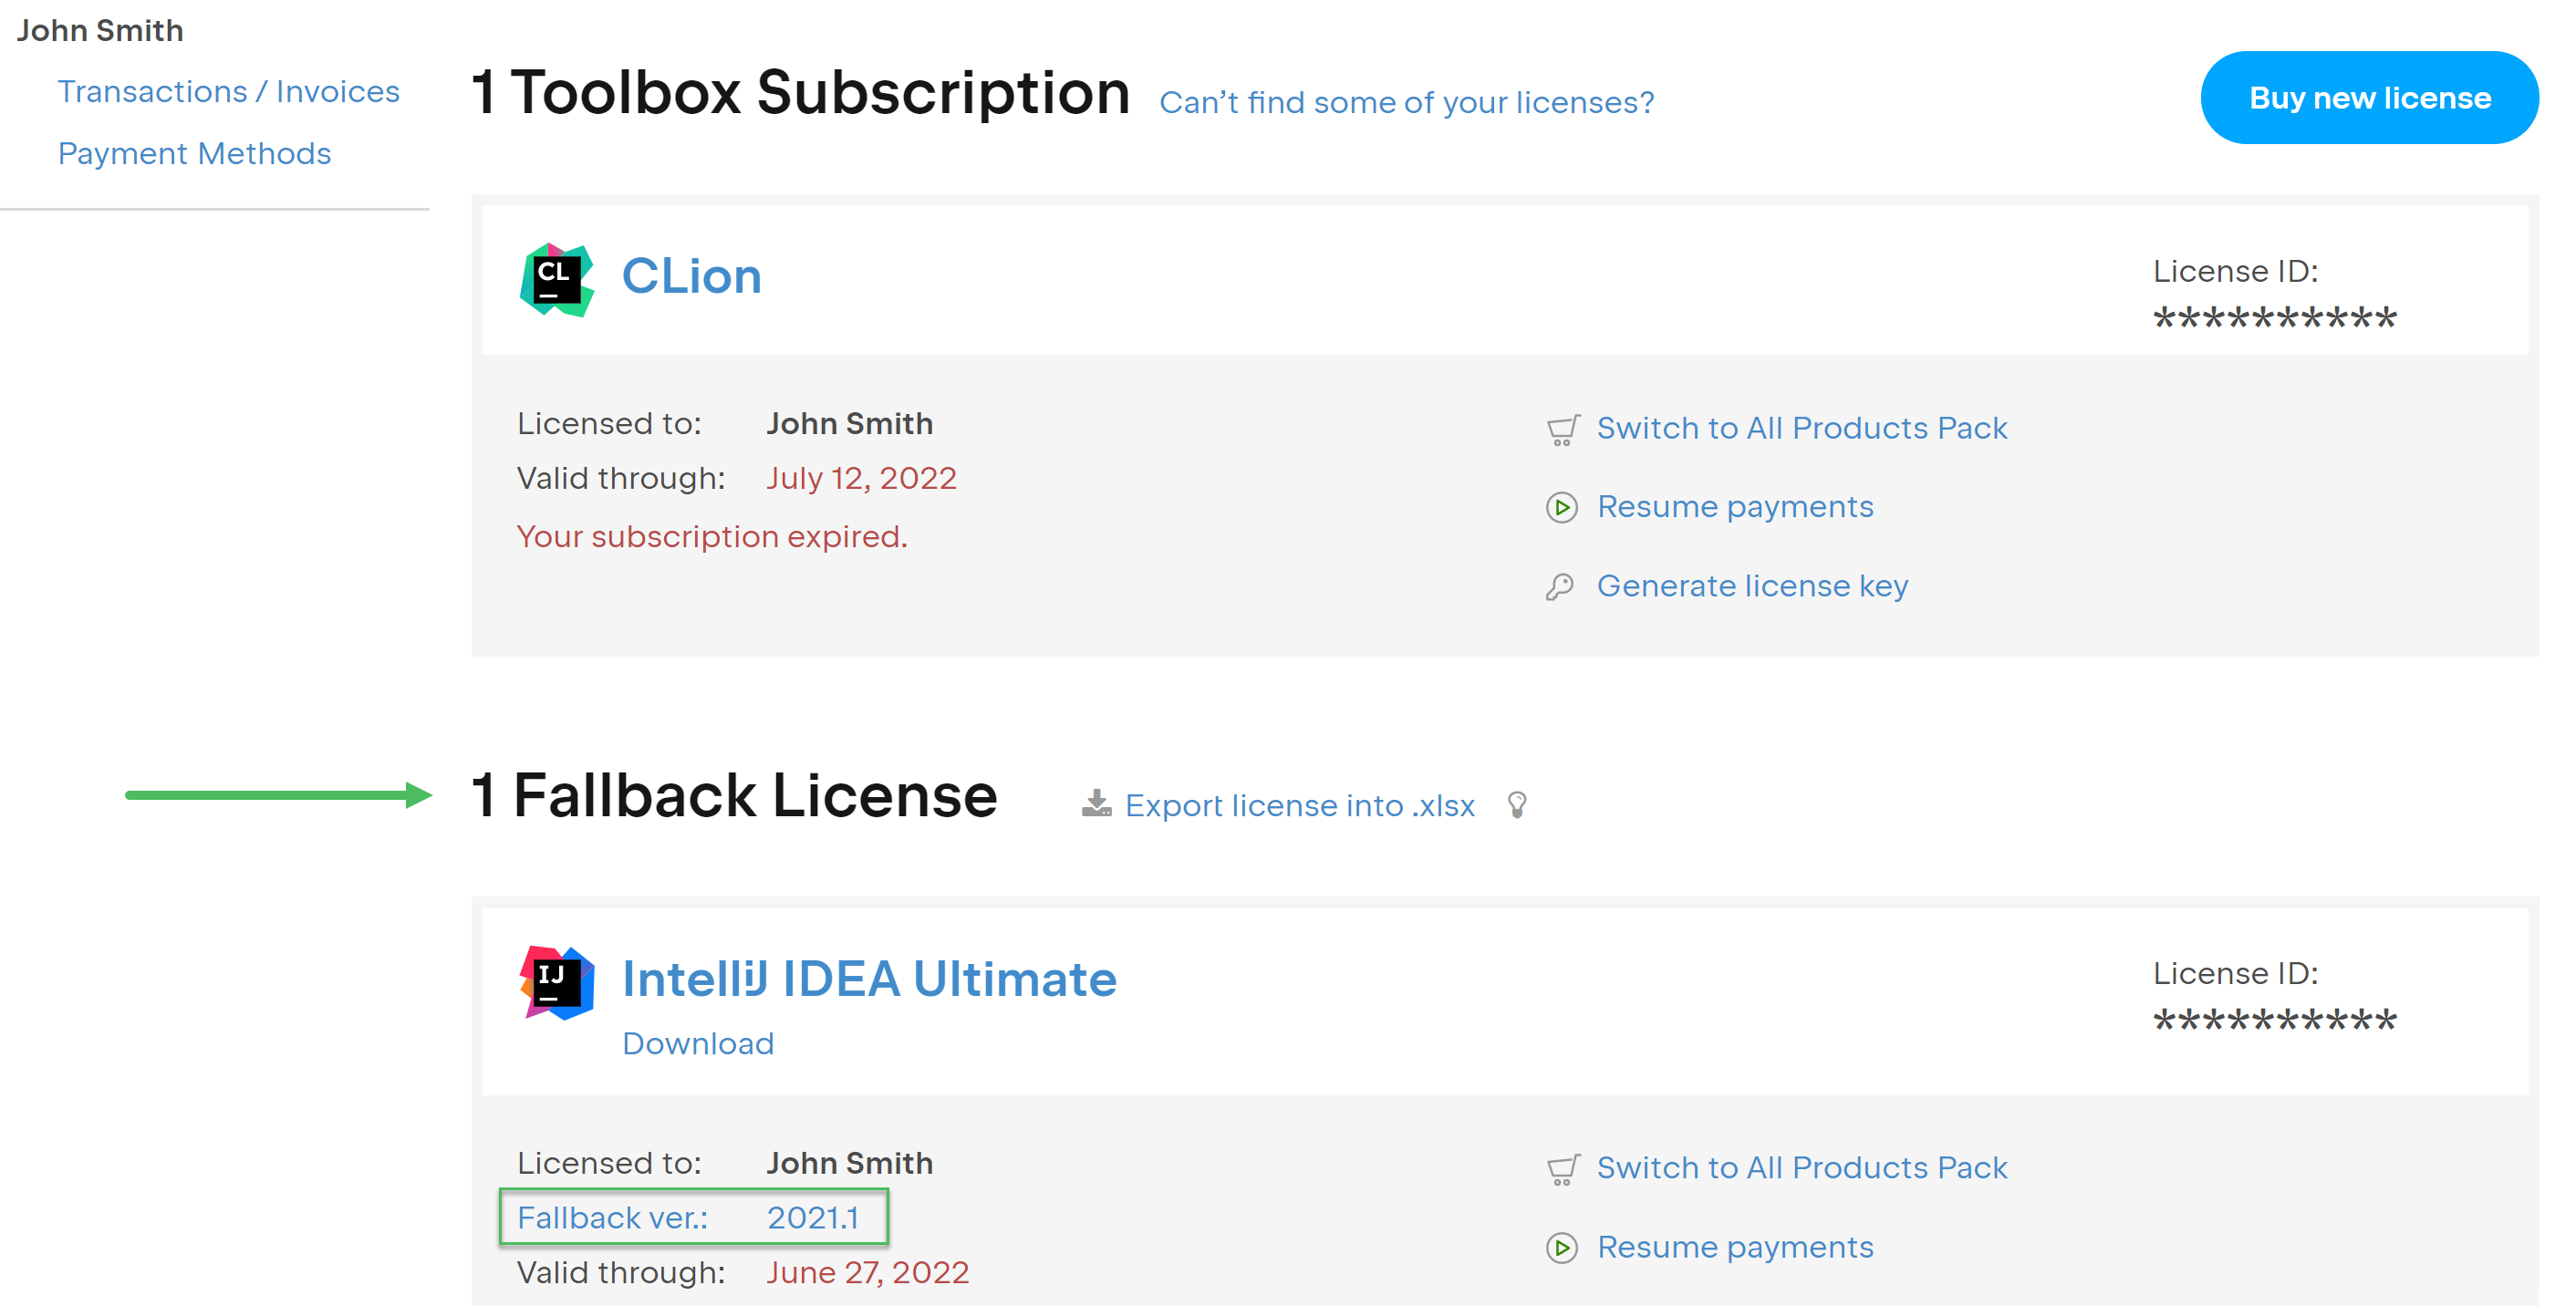 John Smith
Transactions / Invoices
Payment Methods
1 Toolbox Subscription Can’t find some of your licenses?
Buy new license
CL
CLion
License ID:
**********
Licensed to: John Smith
Valid through: July 12, 2022
Your subscription expired.
Switch to All Products Pack
Resume payments
Generate license key
1 Fallback License Export license into .xlsx
IJ
IntelliJ IDEA Ultimate
Download
License ID:
**********
Licensed to: John Smith
Fallback ver.: 2021.1
Valid through: June 27, 2022
Switch to All Products Pack
Resume payments